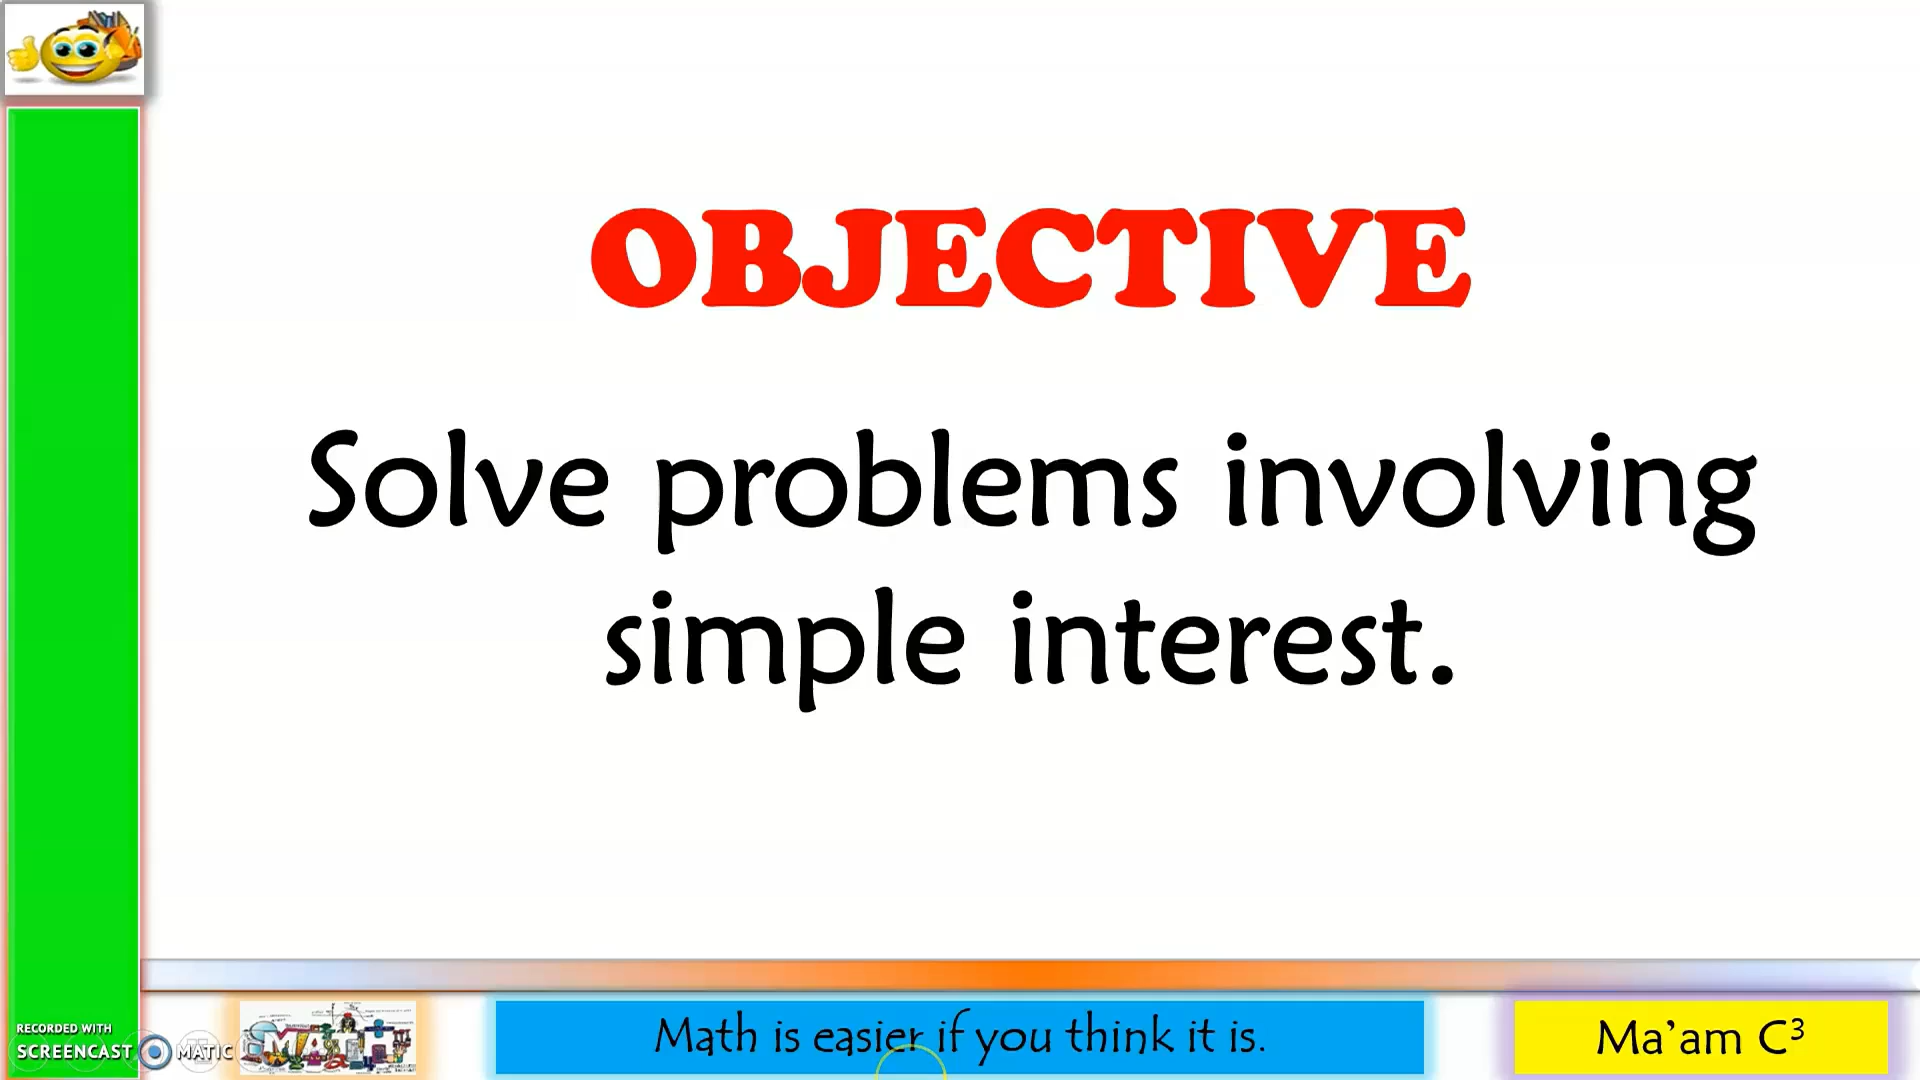 OBJECTIVE
Solve problems involving
simple interest.
RECORDED WITH
SCREENCAST MATIC
MATH
Math is easier if you think it is.
Ma'am C³